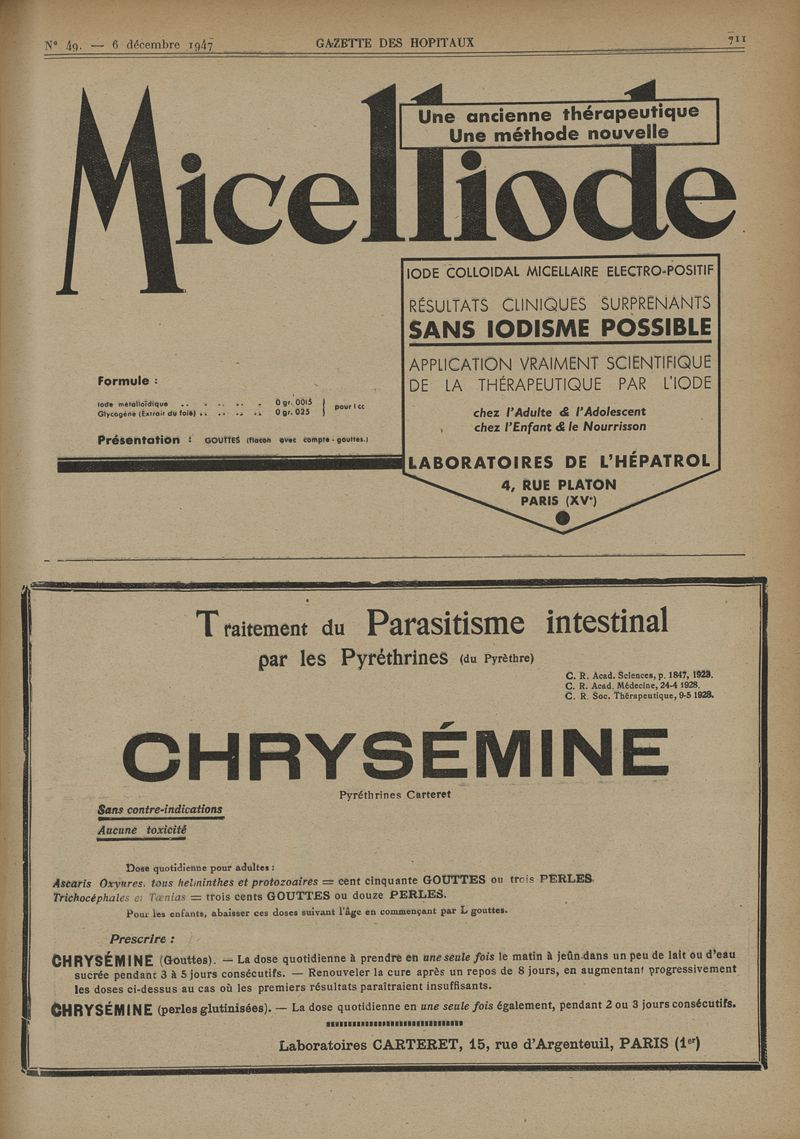 N° 49. — 6 décembre 1947 GAZETTE DES HOPITAUX 711
Une ancienne thérapeutique
Une méthode nouvelle
Micelliode
IODE COLLOIDAL MICELLAIRE ELECTRO-POSITIF
RÉSULTATS CLINIQUES SURPRENANTS
SANS IODISME POSSIBLE
APPLICATION VRAIMENT SCIENTIFIQUE
DE LA THÉRAPEUTIQUE PAR L'IODE
chez l'Adulte & l'Adolescent
chez l'Enfant & le Nourrisson
LABORATOIRES DE L'HÉPATROL
4, RUE PLATON
PARIS (XVe)
Formule :
Iode métalloïdique .. . .. .. . 0 gr. 0015
Glycogène (Extrait du foie) .. .. .. .. 0 gr. 025
pour 1 cc
Présentation : GOUTTES (flacon avec compte-gouttes.)
Traitement du Parasitisme intestinal
par les Pyréthrines (du Pyrèthre)
C. R. Acad. Sciences, p. 1847, 1923.
C. R. Acad. Médecine, 24-4 1928.
C. R. Soc. Thérapeutique, 9-5 1928.
CHRYSÉMINE
Pyréthrines Carteret
Sans contre-indications
Aucune toxicité
Dose quotidienne pour adultes :
Ascaris Oxyures, tous helminthes et protozoaires = cent cinquante GOUTTES ou trois PERLES.
Trichocéphales et Tœnias = trois cents GOUTTES ou douze PERLES.
Pour les enfants, abaisser ces doses suivant l'âge en commençant par L gouttes.
Prescrire :
CHRYSÉMINE (Gouttes). — La dose quotidienne à prendre en une seule fois le matin à jeûn dans un peu de lait ou d'eau
sucrée pendant 3 à 5 jours consécutifs. — Renouveler la cure après un repos de 8 jours, en augmentant progressivement
les doses ci-dessus au cas où les premiers résultats paraîtraient insuffisants.
CHRYSÉMINE (perles glutinisées). — La dose quotidienne en une seule fois également, pendant 2 ou 3 jours consécutifs.
Laboratoires CARTERET, 15, rue d'Argenteuil, PARIS (1er)